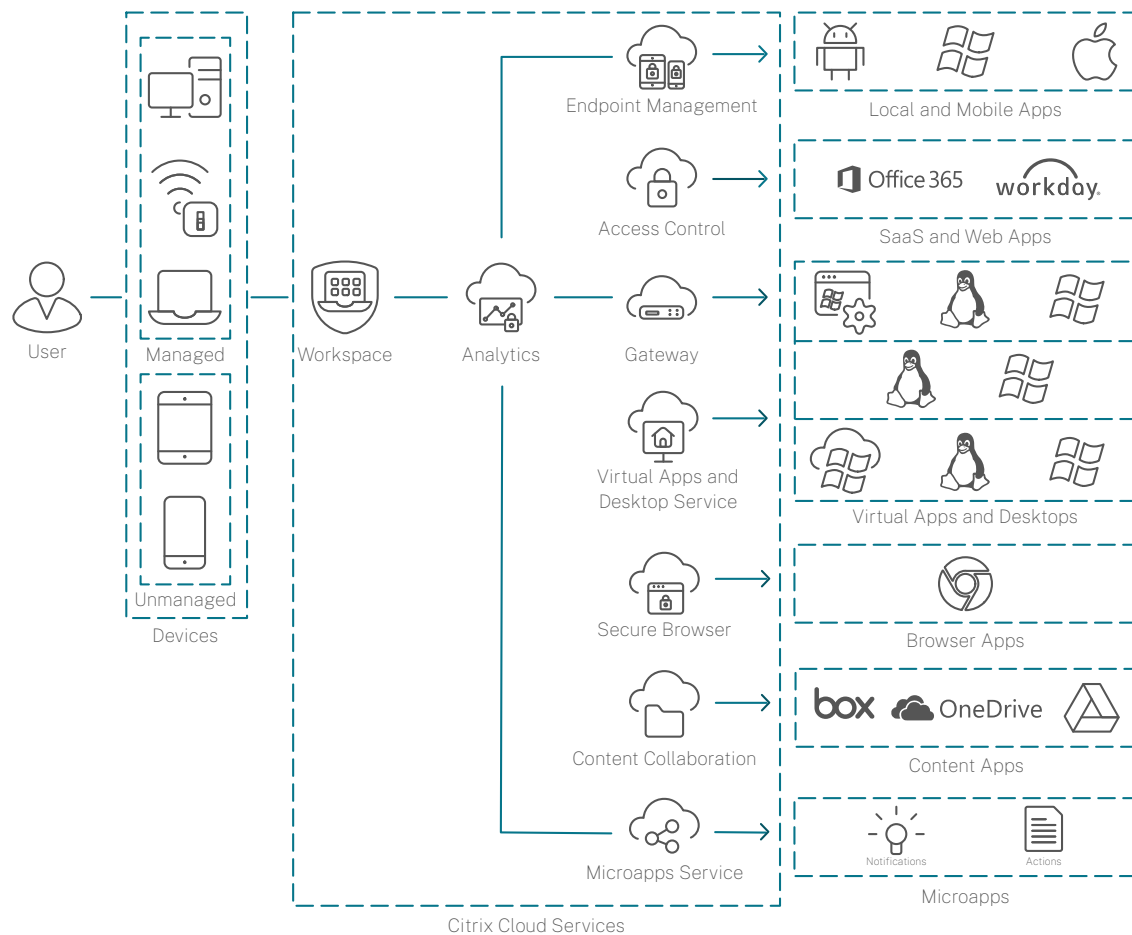 Endpoint Management
Local and Mobile Apps
Office 365
workday.
Access Control
SaaS and Web Apps
User
Managed
Workspace
Analytics
Gateway
Virtual Apps and
Desktop Service
Virtual Apps and Desktops
Unmanaged
Devices
Secure Browser
Browser Apps
box
OneDrive
Content Collaboration
Content Apps
Notifications
Actions
Microapps Service
Microapps
Citrix Cloud Services